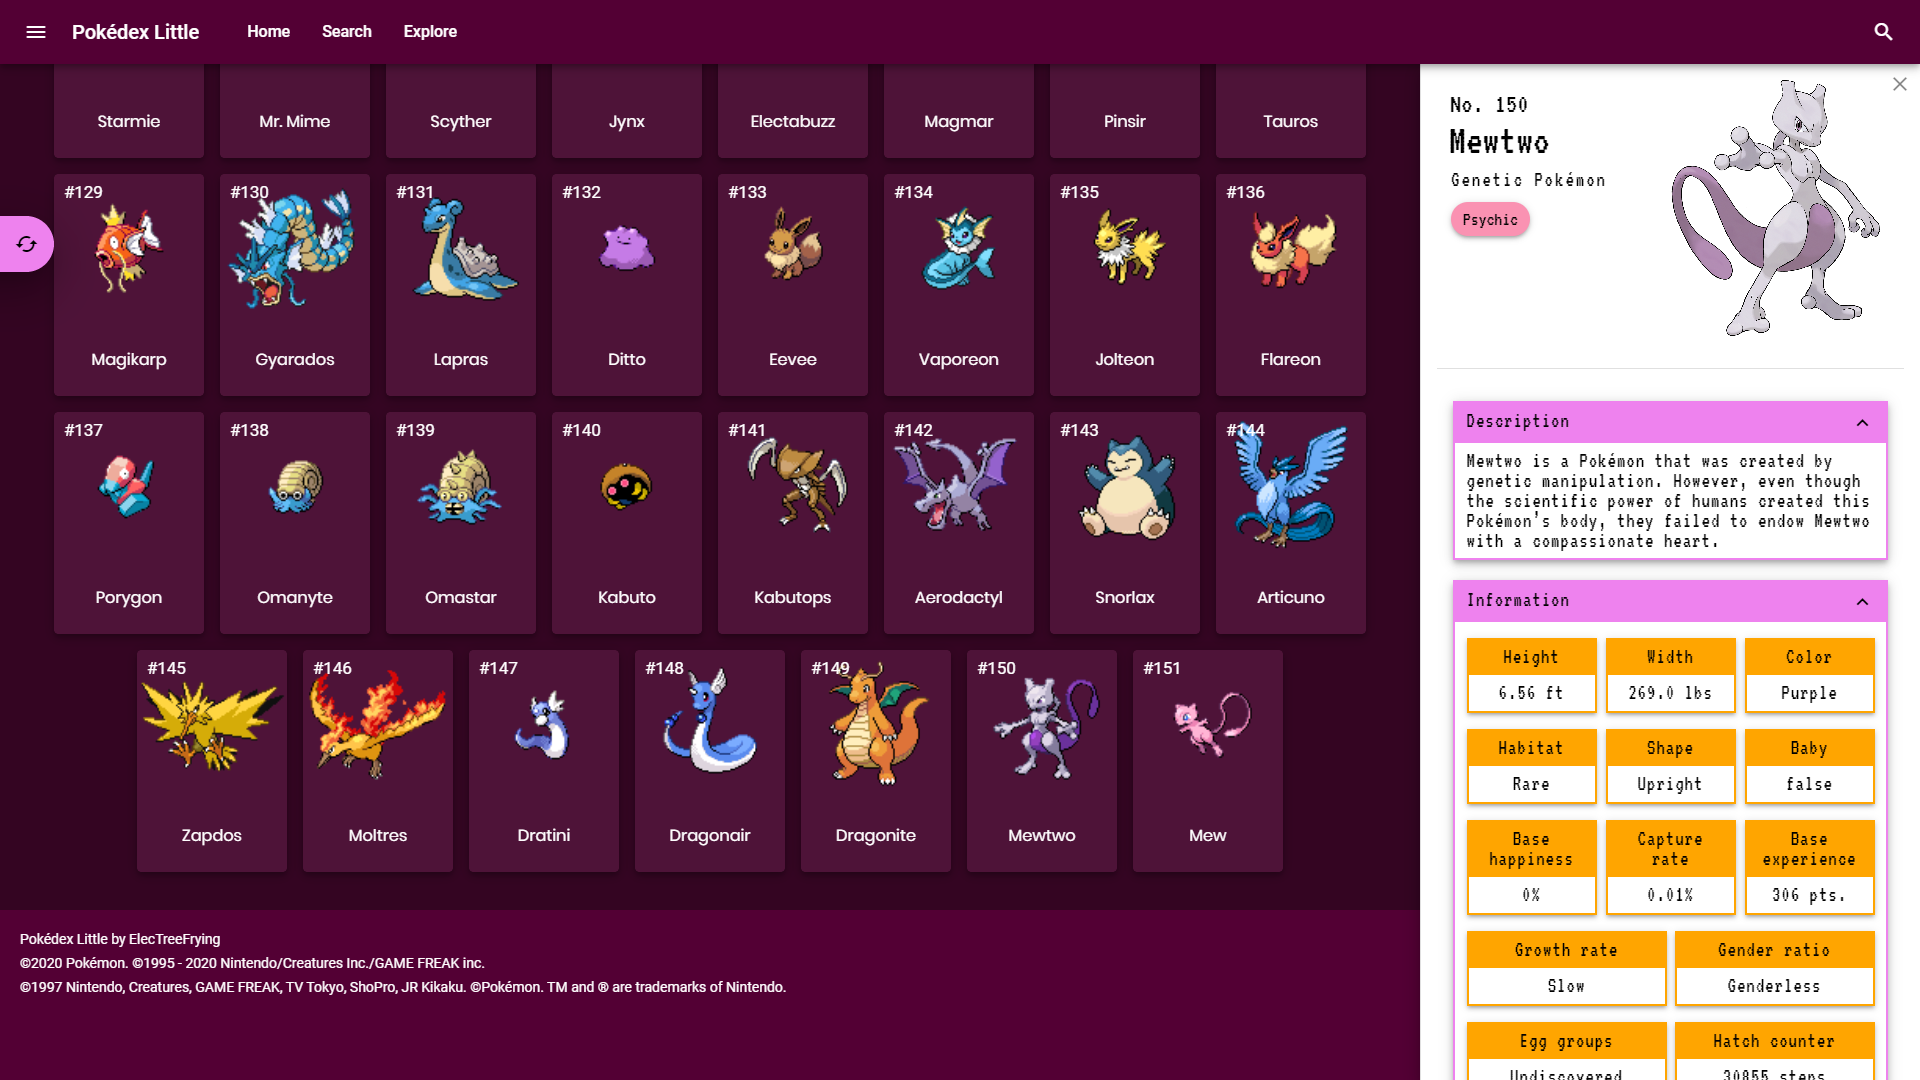 Pokédex Little Home Search Explore
Starmie Mr. Mime Scyther Jynx Electabuzz Magmar Pinsir Tauros
#129 #130 #131 #132 #133 #134 #135 #136
Magikarp Gyarados Lapras Ditto Eevee Vaporeon Jolteon Flareon
#137 #138 #139 #140 #141 #142 #143 #144
Porygon Omanyte Omastar Kabuto Kabutops Aerodactyl Snorlax Articuno
#145 #146 #147 #148 #149 #150 #151
Zapdos Moltres Dratini Dragonair Dragonite Mewtwo Mew
Pokédex Little by ElecTreeFrying
©2020 Pokémon. ©1995 - 2020 Nintendo/Creatures Inc./GAME FREAK inc.
©1997 Nintendo, Creatures, GAME FREAK, TV Tokyo, ShoPro, JR Kikaku. ©Pokémon. TM and ® are trademarks of Nintendo.
No. 150
Mewtwo
Genetic Pokémon
Psychic
Description
Mewtwo is a Pokémon that was created by
genetic manipulation. However, even though
the scientific power of humans created this
Pokémon's body, they failed to endow Mewtwo
with a compassionate heart.
Information
Height Width Color
6.56 ft 269.0 lbs Purple
Habitat Shape Baby
Rare Upright false
Base happiness Capture rate Base experience
0% 0.01% 306 pts.
Growth rate Gender ratio
Slow Genderless
Egg groups Hatch counter
Undiscovered 30855 steps